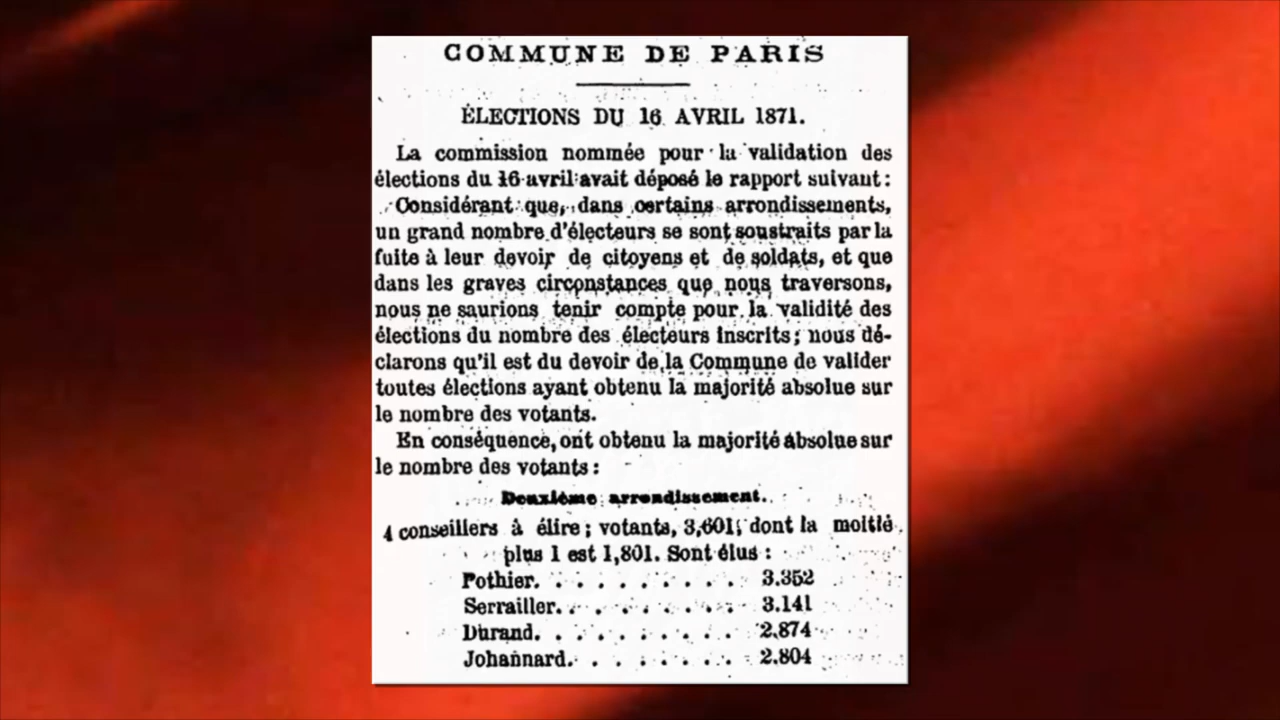 COMMUNE DE PARIS
ÉLECTIONS DU 16 AVRIL 1871.
La commission nommée pour la validation des
élections du 16 avril avait déposé le rapport suivant :
Considérant que, dans certains arrondissements,
un grand nombre d'électeurs se sont soustraits par la
fuite à leur devoir de citoyens et de soldats, et que
dans les graves circonstances que nous traversons,
nous ne saurions tenir compte pour la validité des
élections du nombre des électeurs inscrits ; nous dé-
clarons qu'il est du devoir de la Commune de valider
toutes élections ayant obtenu la majorité absolue sur
le nombre des votants.
En conséquence, ont obtenu la majorité absolue sur
le nombre des votants :
Deuxième arrondissement.
4 conseillers à élire ; votants, 3,601, dont la moitié
plus 1 est 1,801. Sont élus :
Pothier. . . . . . . . . . 3.352
Serrailler. . . . . . . . . 3.141
Durand. . . . . . . . . . 2.874
Johannard. . . . . . . . 2.804